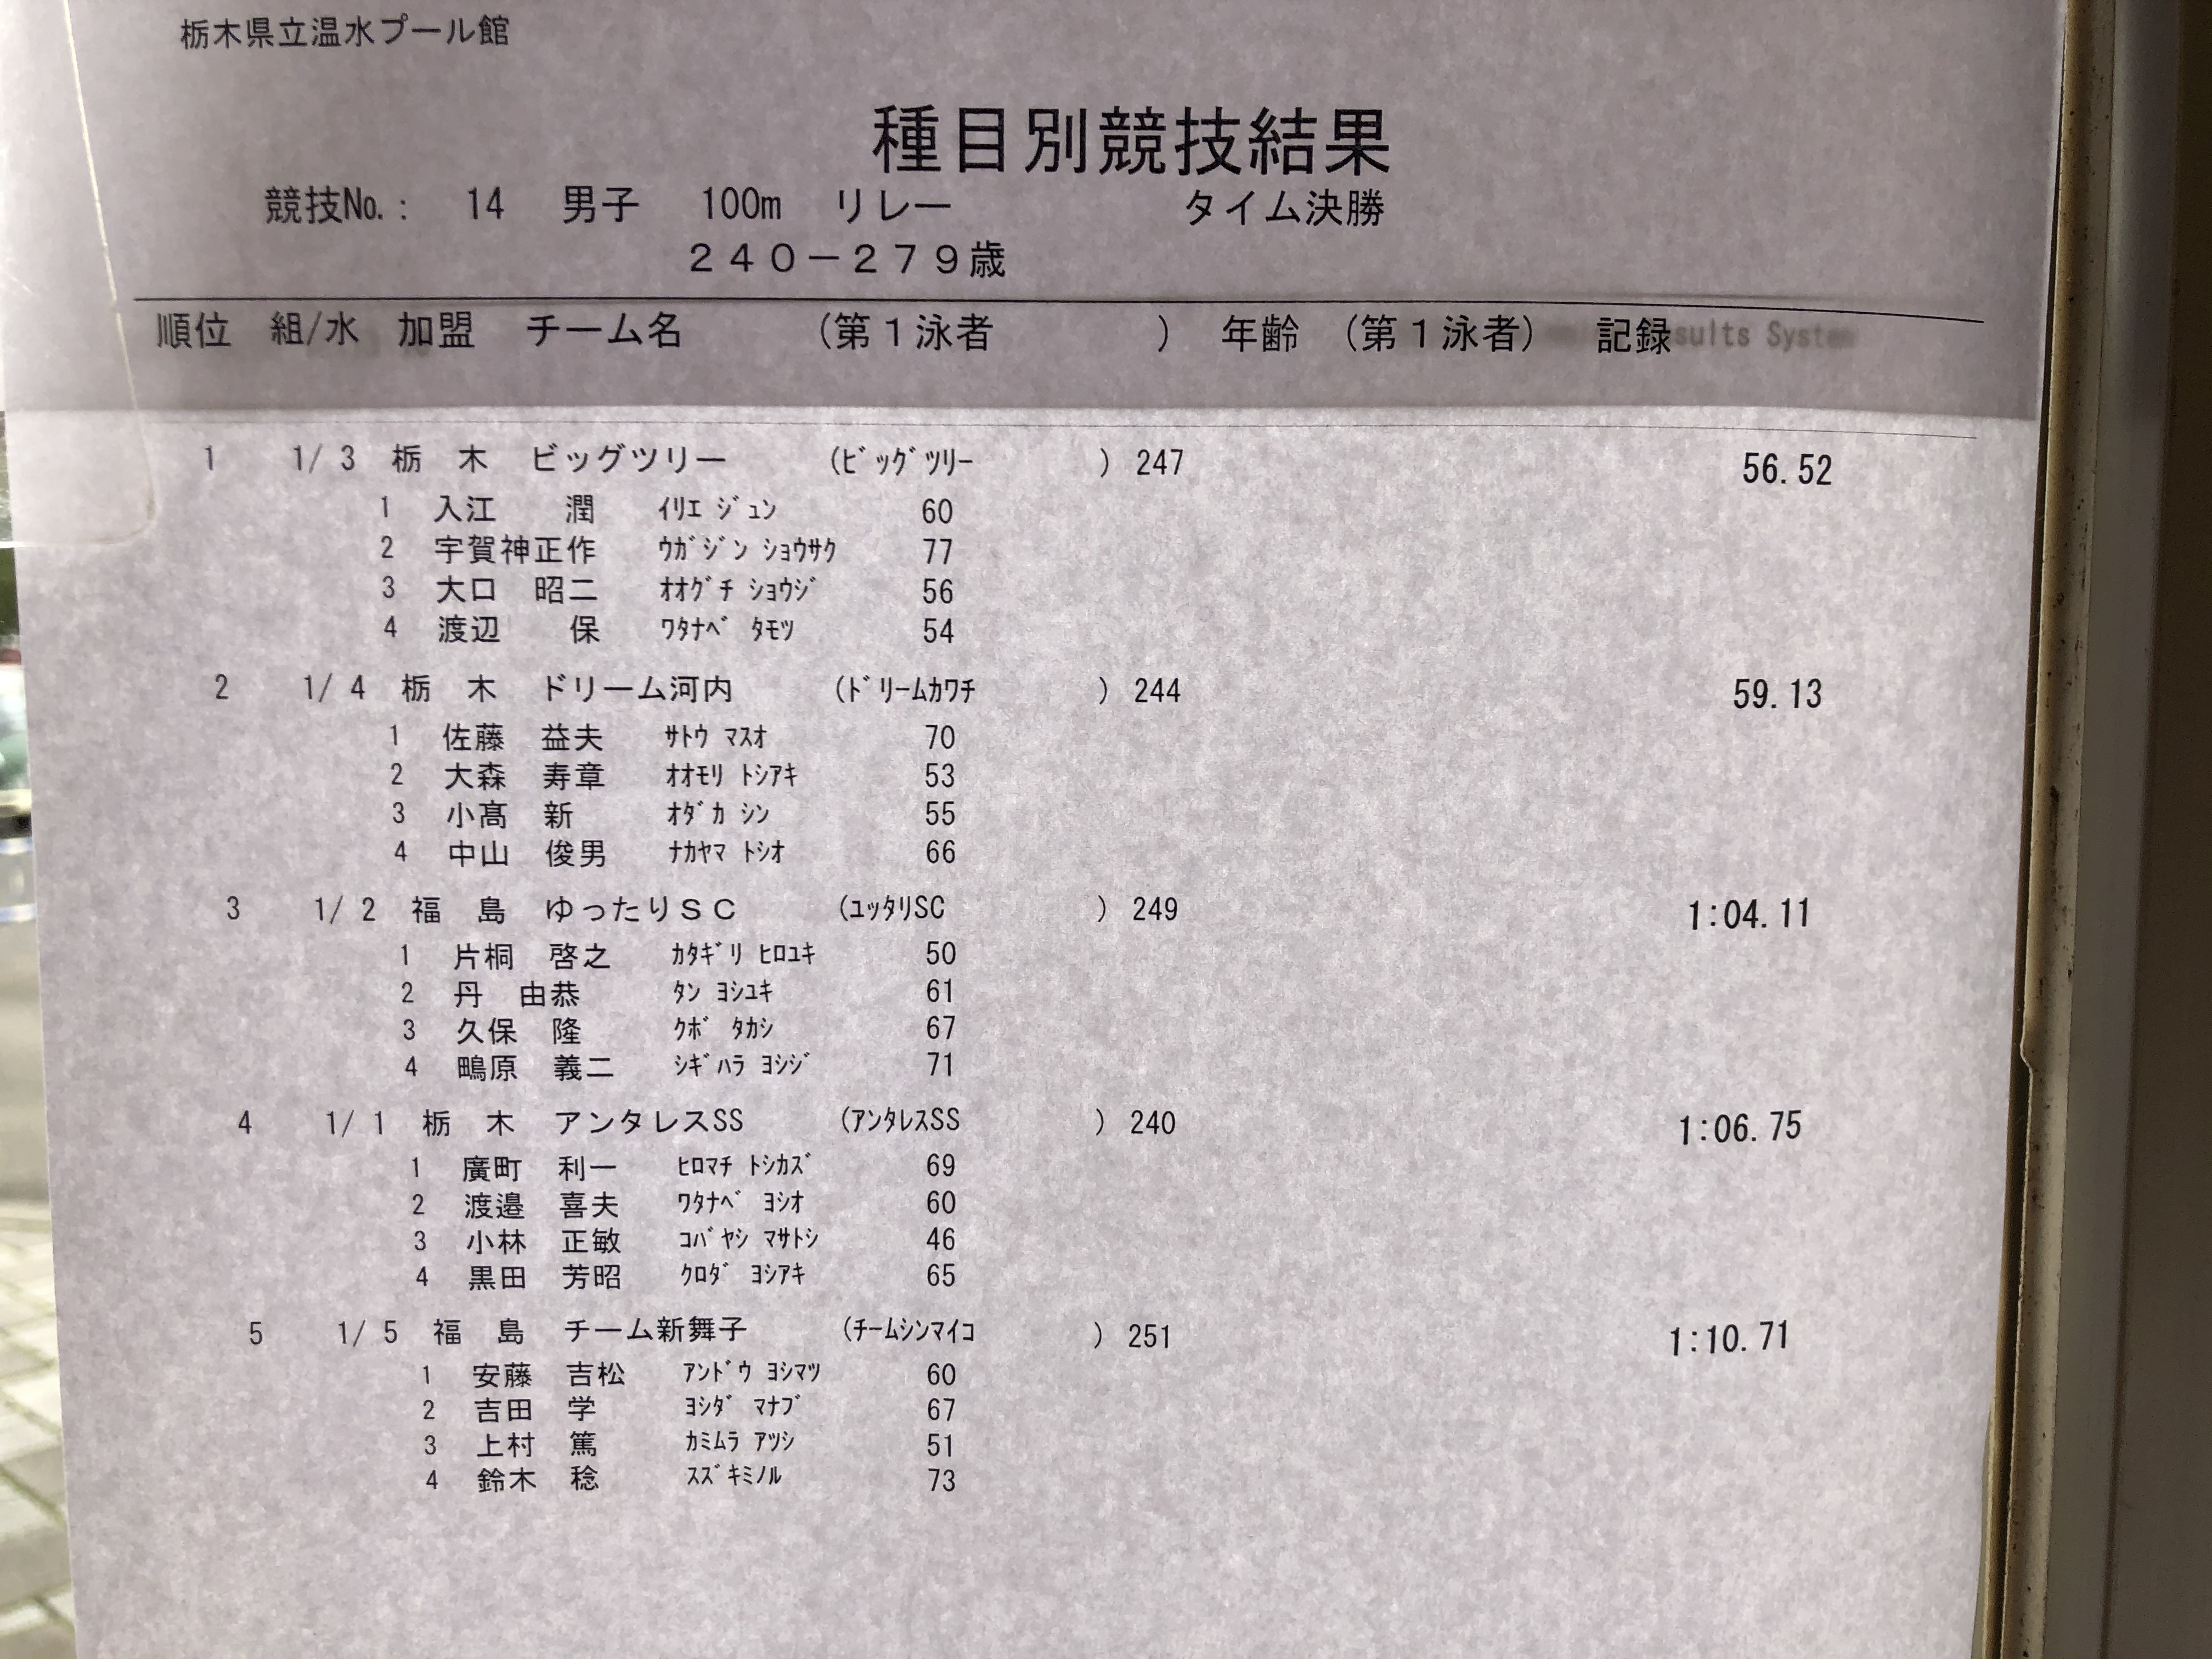 栃木県立温水プール館
種目別競技結果
競技No.: 14 男子 100m リレー タイム決勝
240-279歳
順位 組/水 加盟 チーム名 (第1泳者 ) 年齢 (第1泳者) 記録 sults System
1 1/ 3 栃 木 ビッグツリー (ビッグツリー ) 247 56.52
1 入江 潤 イリエ ジュン 60
2 宇賀神正作 ウガジン ショウサク 77
3 大口 昭二 オオグチ ショウジ 56
4 渡辺 保 ワタナベ タモツ 54
2 1/ 4 栃 木 ドリーム河内 (ドリームカワチ ) 244 59.13
1 佐藤 益夫 サトウ マスオ 70
2 大森 寿章 オオモリ トシアキ 53
3 小髙 新 オダカ シン 55
4 中山 俊男 ナカヤマ トシオ 66
3 1/ 2 福 島 ゆったりSC (ユッタリSC ) 249 1:04.11
1 片桐 啓之 カタギリ ヒロユキ 50
2 丹 由恭 タン ヨシユキ 61
3 久保 隆 クボ タカシ 67
4 鴫原 義二 シギハラ ヨシジ 71
4 1/ 1 栃 木 アンタレスSS (アンタレスSS ) 240 1:06.75
1 廣町 利一 ヒロマチ トシカズ 69
2 渡邉 喜夫 ワタナベ ヨシオ 60
3 小林 正敏 コバヤシ マサトシ 46
4 黒田 芳昭 クロダ ヨシアキ 65
5 1/ 5 福 島 チーム新舞子 (チームシンマイコ ) 251 1:10.71
1 安藤 吉松 アンドウ ヨシマツ 60
2 吉田 学 ヨシダ マナブ 67
3 上村 篤 カミムラ アツシ 51
4 鈴木 稔 スズキミノル 73